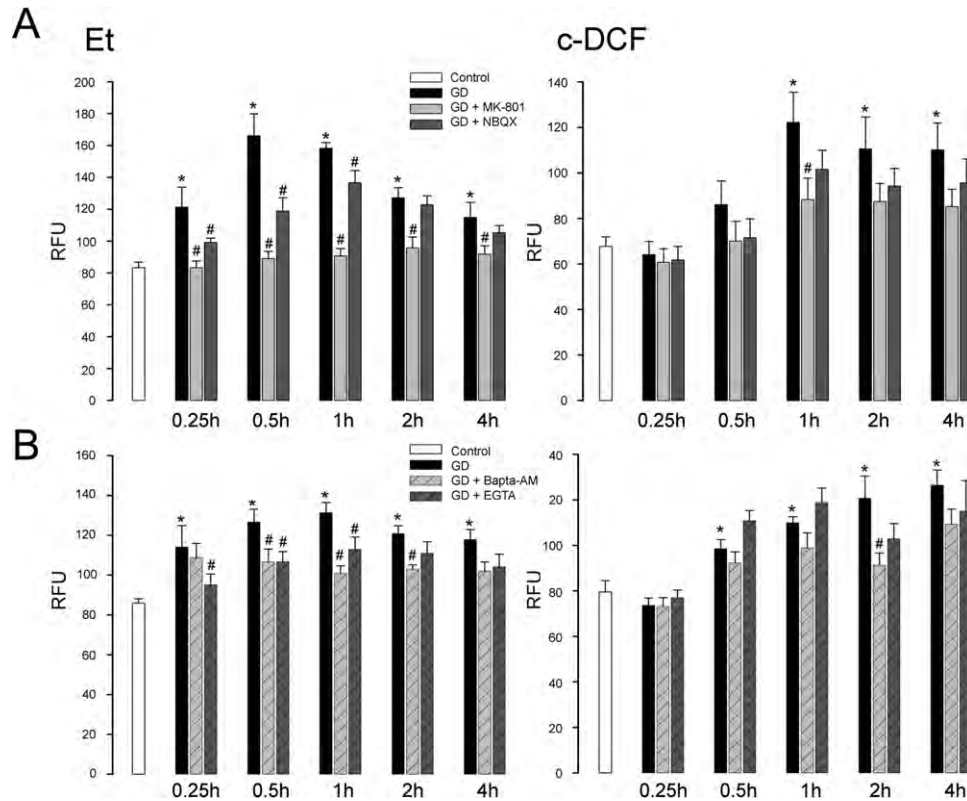 A
Et
RFU
200
180
160
140
120
100
80
60
40
20
0
Control
GD
GD + MK-801
GD + NBQX
*
*
*
*
*
#
#
#
#
#
#
#
#
0.25h
0.5h
1h
2h
4h
c-DCF
RFU
140
120
100
80
60
40
20
0
*
*
*
#
0.25h
0.5h
1h
2h
4h
B
RFU
160
140
120
100
80
60
40
20
0
Control
GD
GD + Bapta-AM
GD + EGTA
*
*
*
*
*
#
#
#
#
#
#
0.25h
0.5h
1h
2h
4h
RFU
40
20
100
80
60
40
20
0
*
*
*
*
#
0.25h
0.5h
1h
2h
4h